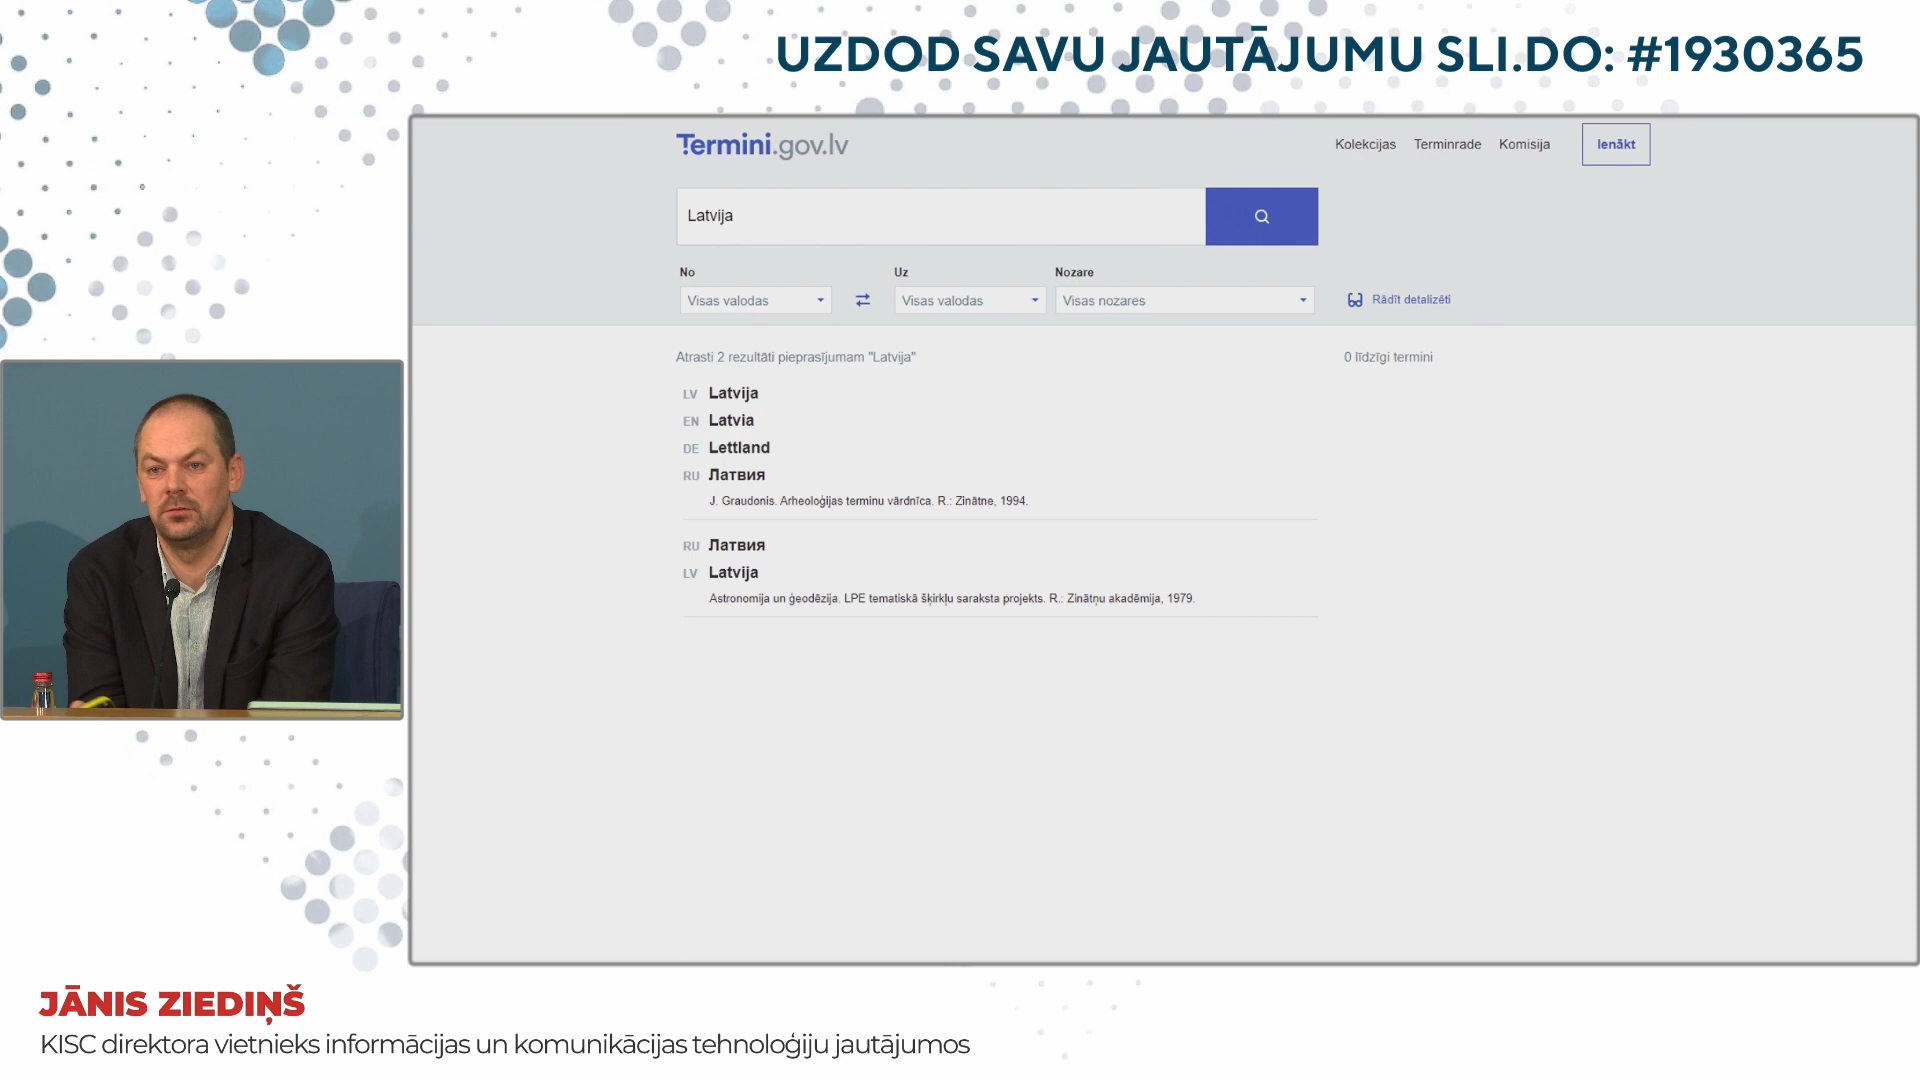 UZDOD SAVU JAUTĀJUMU SLI.DO: #1930365
Termini.gov.lv
Kolekcijas Terminrade Komisija Ienākt
Latvija
No Uz Nozare
Visas valodas Visas valodas Visas nozares Rādīt detalizēti
Atrasti 2 rezultāti pieprasījumam "Latvija"
0 līdzīgi termini
LV Latvija
EN Latvia
DE Lettland
RU Латвия
J. Graudonis. Arheoloģijas terminu vārdnīca. R.: Zinātne, 1994.
RU Латвия
LV Latvija
Astronomija un ģeodēzija. LPE tematiskā šķirkļu saraksta projekts. R.: Zinātņu akadēmija, 1979.
JĀNIS ZIEDIŅŠ
KISC direktora vietnieks informācijas un komunikācijas tehnoloģiju jautājumos